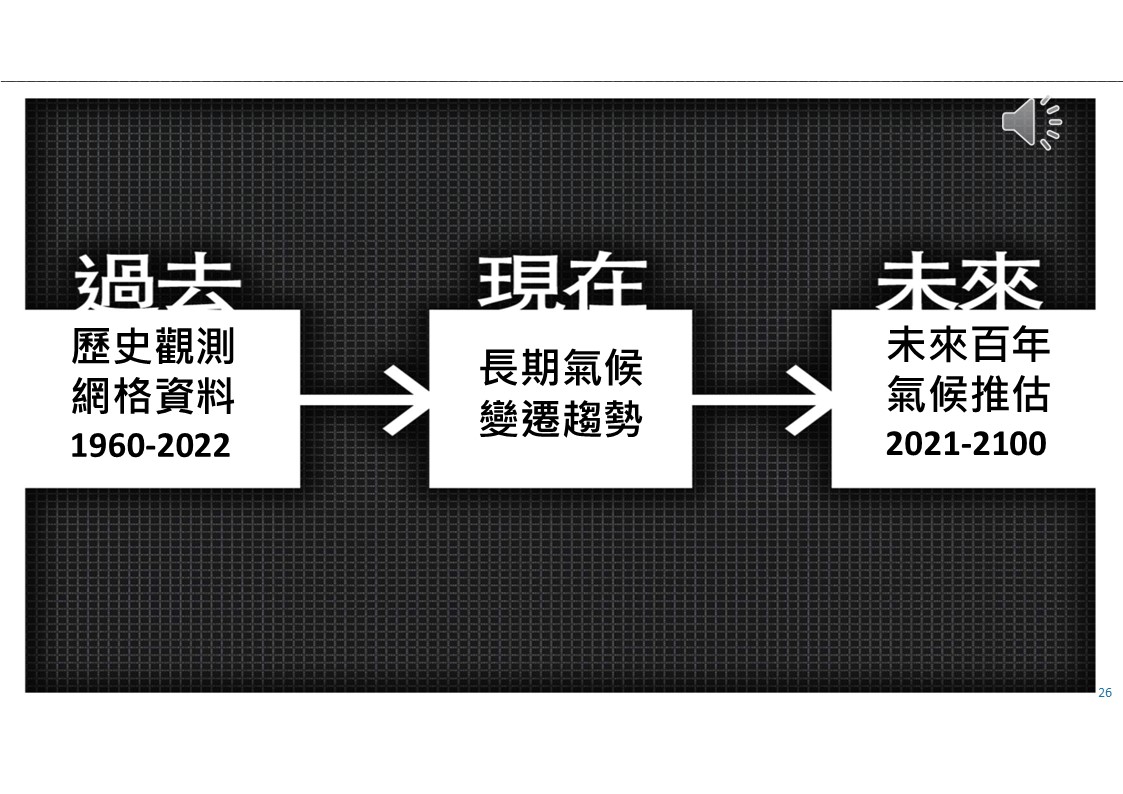 過去
歷史觀測
網格資料
1960-2022
現在
長期氣候
變遷趨勢
未來
未來百年
氣候推估
2021-2100
26